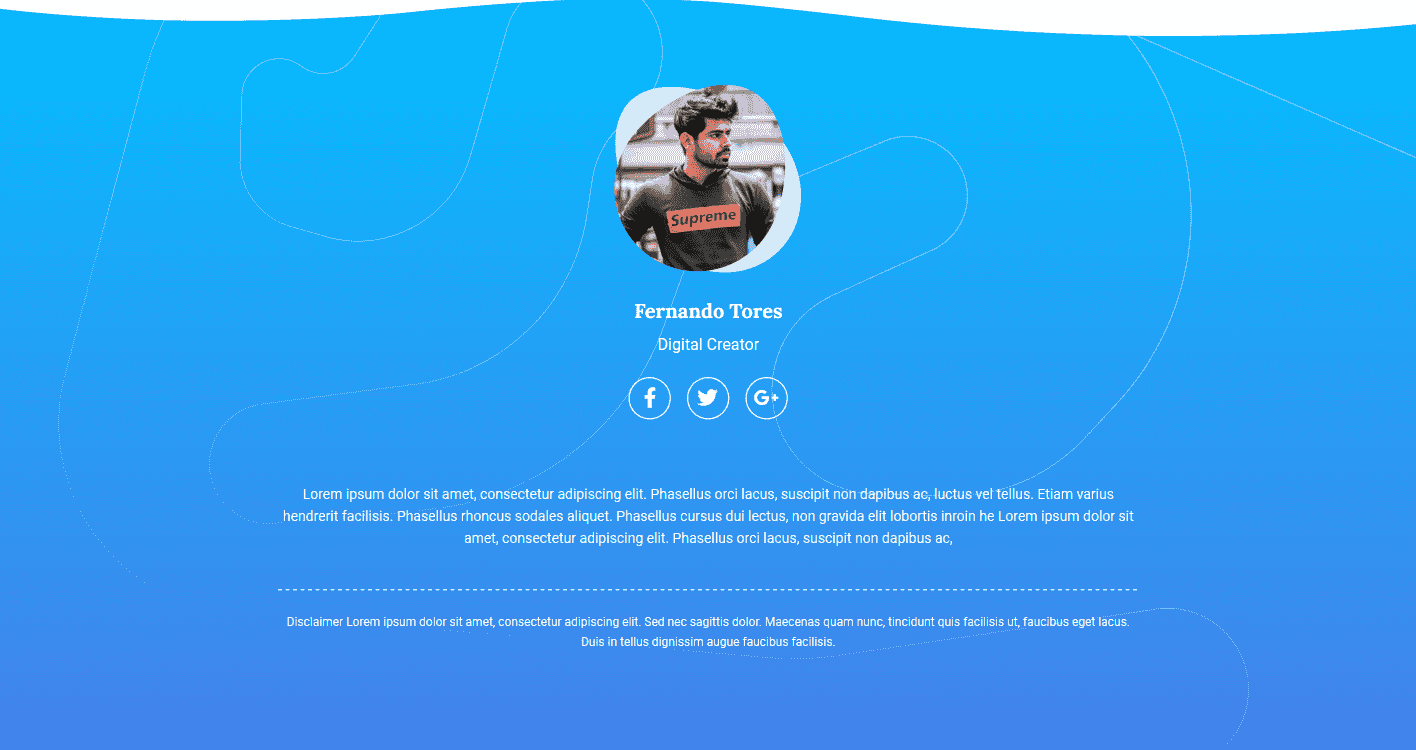 Supreme
Fernando Tores
Digital Creator
G+
Lorem ipsum dolor sit amet, consectetur adipiscing elit. Phasellus orci lacus, suscipit non dapibus ac, luctus vel tellus. Etiam varius
hendrerit facilisis. Phasellus rhoncus sodales aliquet. Phasellus cursus dui lectus, non gravida elit lobortis inroin he Lorem ipsum dolor sit
amet, consectetur adipiscing elit. Phasellus orci lacus, suscipit non dapibus ac,
Disclaimer Lorem ipsum dolor sit amet, consectetur adipiscing elit. Sed nec sagittis dolor. Maecenas quam nunc, tincidunt quis facilisis ut, faucibus eget lacus.
Duis in tellus dignissim augue faucibus facilisis.